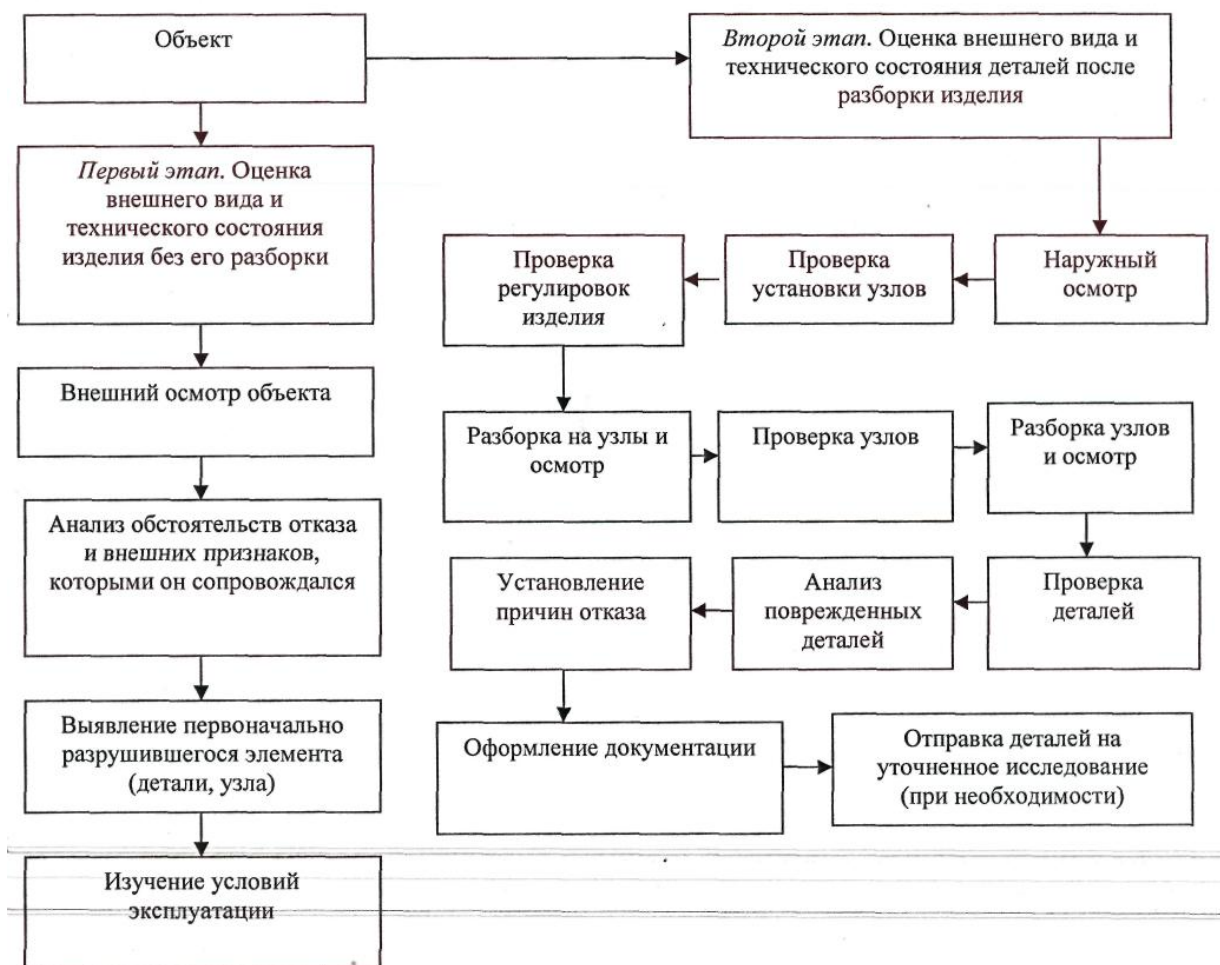 Объект
Второй этап. Оценка внешнего вида и
технического состояния деталей после
разборки изделия
Первый этап. Оценка
внешнего вида и
технического состояния
изделия без его разборки
Внешний осмотр объекта
Анализ обстоятельств отказа
и внешних признаков,
которыми он сопровождался
Выявление первоначально
разрушившегося элемента
(детали, узла)
Изучение условий
эксплуатации
Наружный
осмотр
Проверка
установки узлов
Проверка
регулировок
изделия
Разборка на узлы и
осмотр
Проверка узлов
Разборка узлов
и осмотр
Проверка
деталей
Анализ
поврежденных
деталей
Установление
причин отказа
Оформление документации
Отправка деталей на
уточненное исследование
(при необходимости)